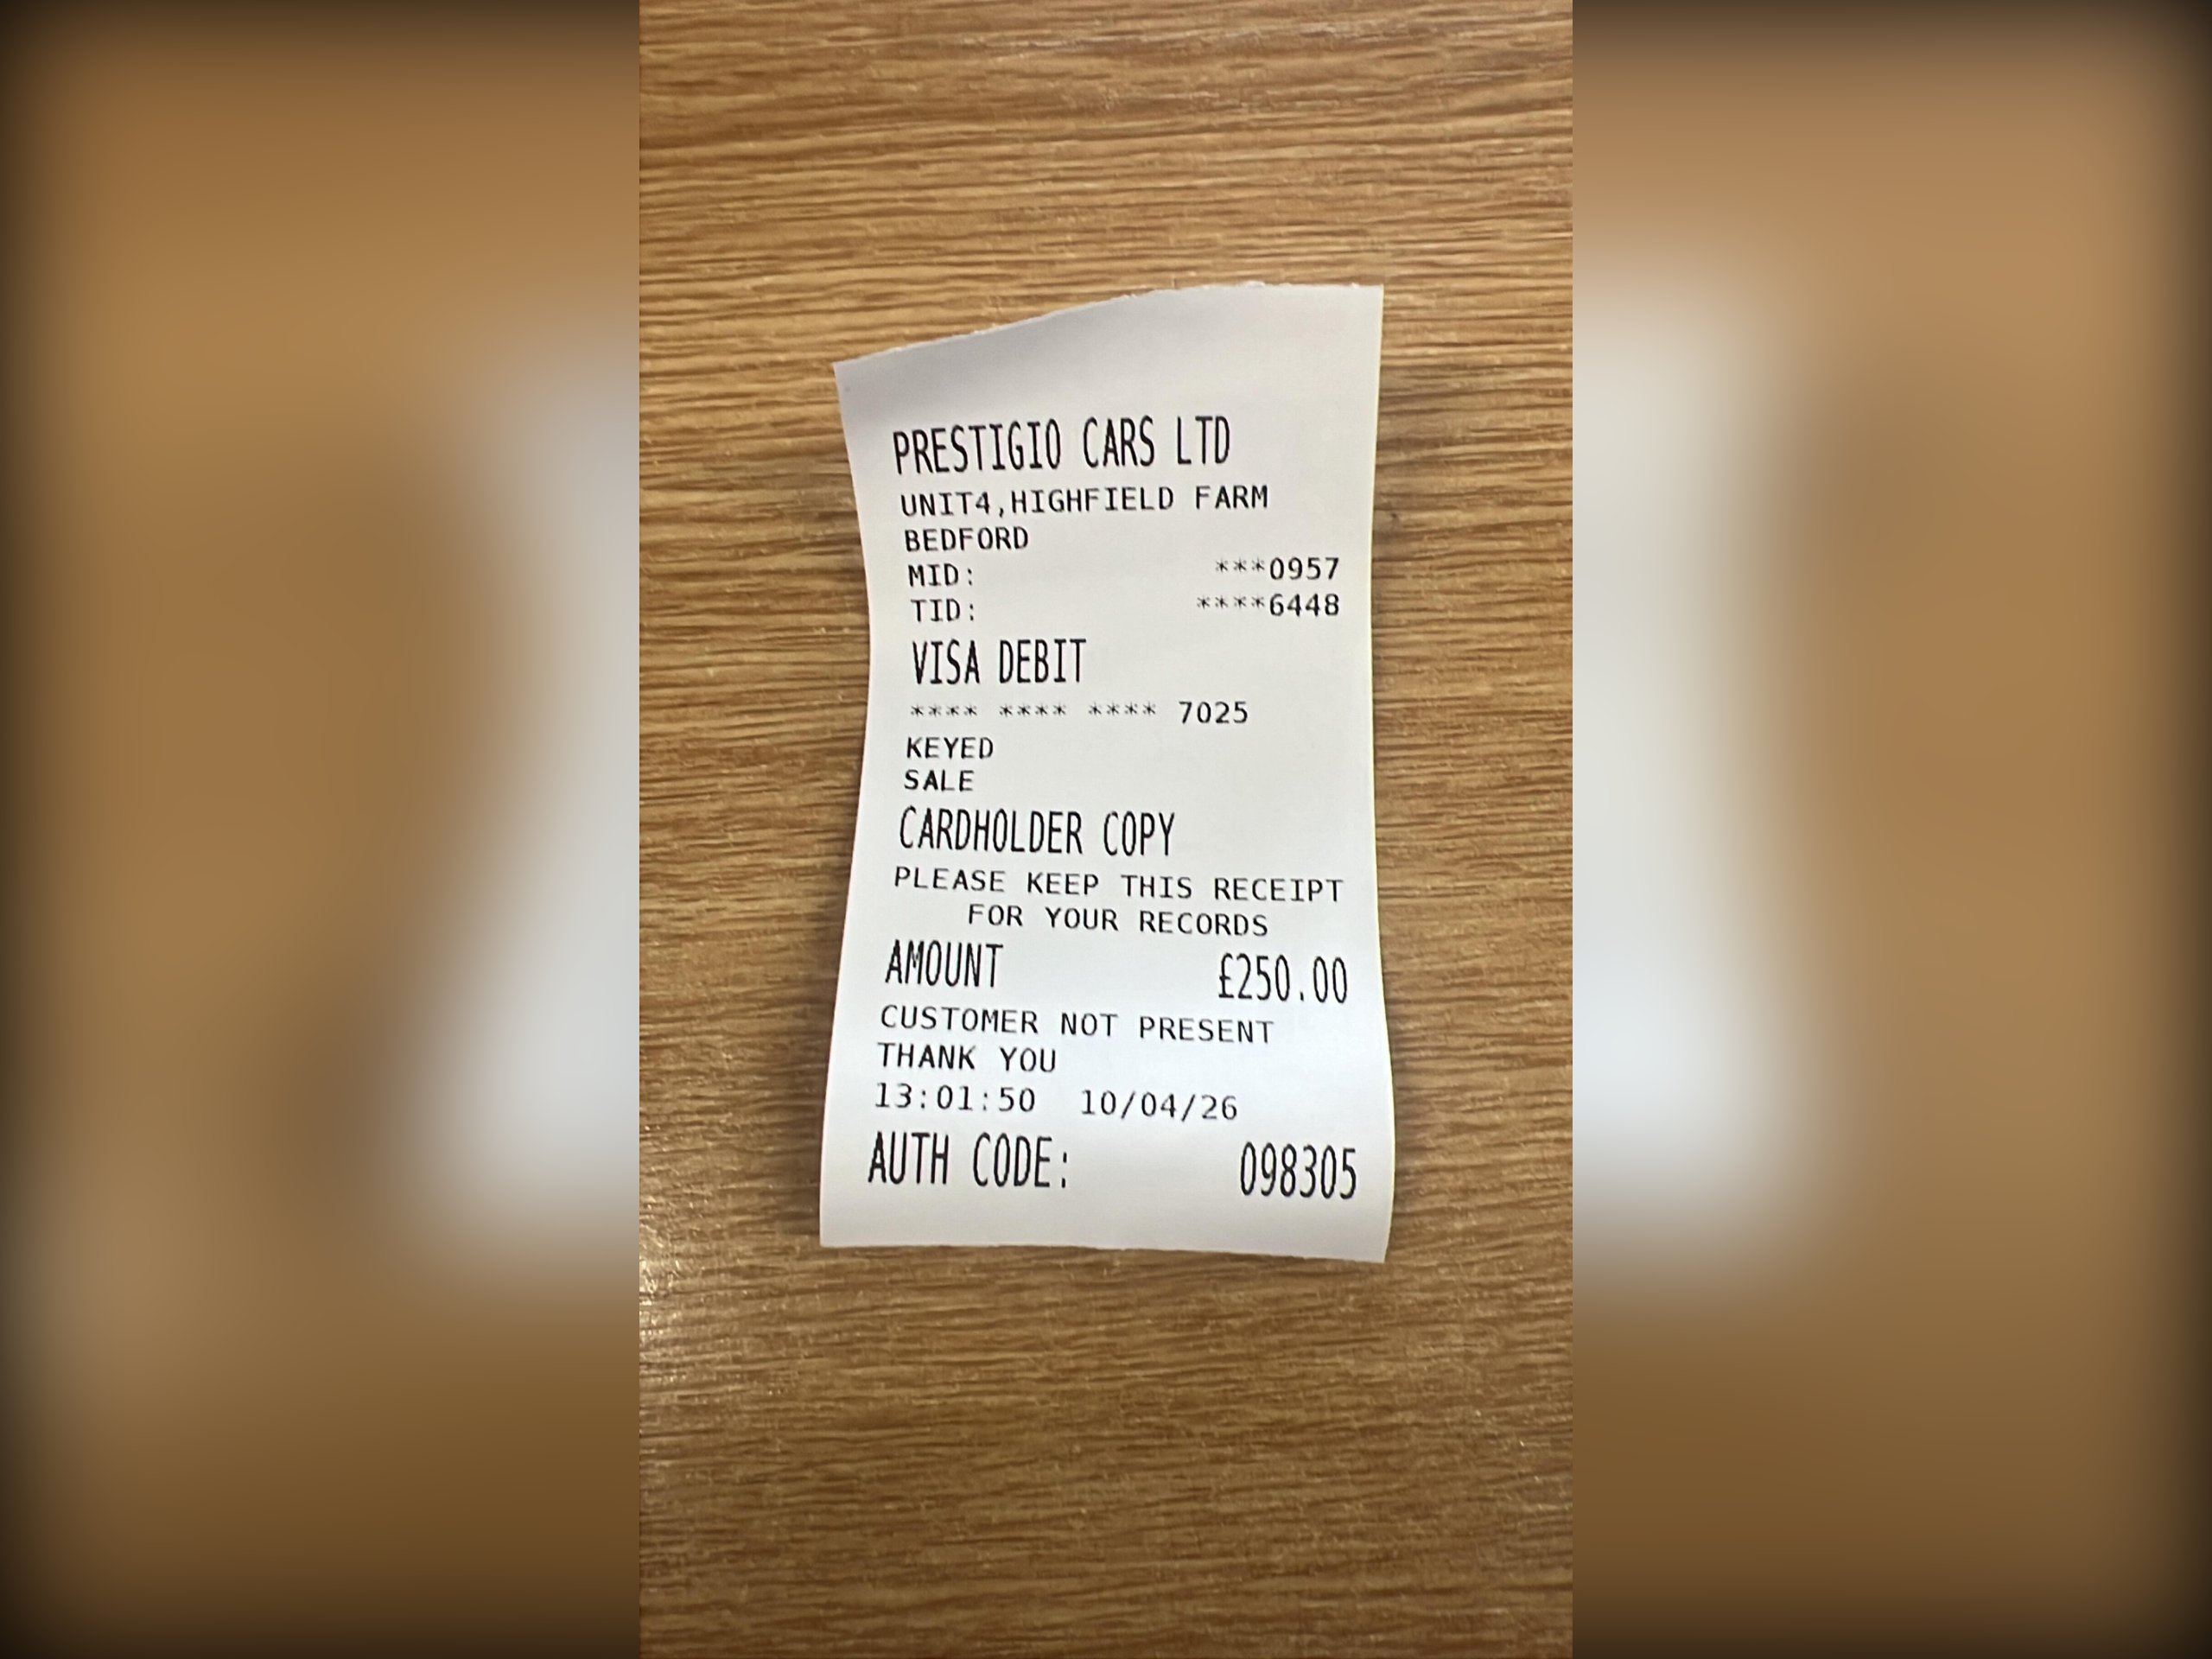 PRESTIGIO CARS LTD
UNIT4,HIGHFIELD FARM
BEDFORD
MID: ***0957
TID: ****6448
VISA DEBIT
**** **** **** 7025
KEYED
SALE
CARDHOLDER COPY
PLEASE KEEP THIS RECEIPT
FOR YOUR RECORDS
AMOUNT £250.00
CUSTOMER NOT PRESENT
THANK YOU
13:01:50 10/04/26
AUTH CODE: 098305